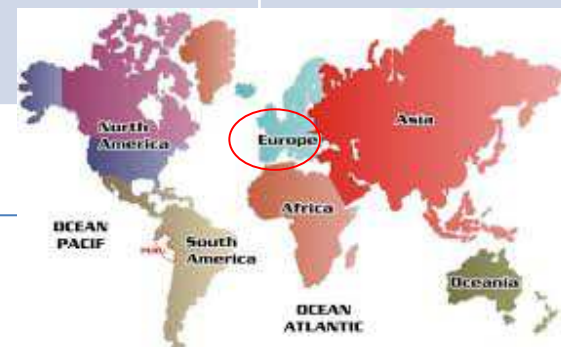 North
America
Europe
Asia
Africa
OCEAN
PACIF
South
America
Oceania
OCEAN
ATLANTIC